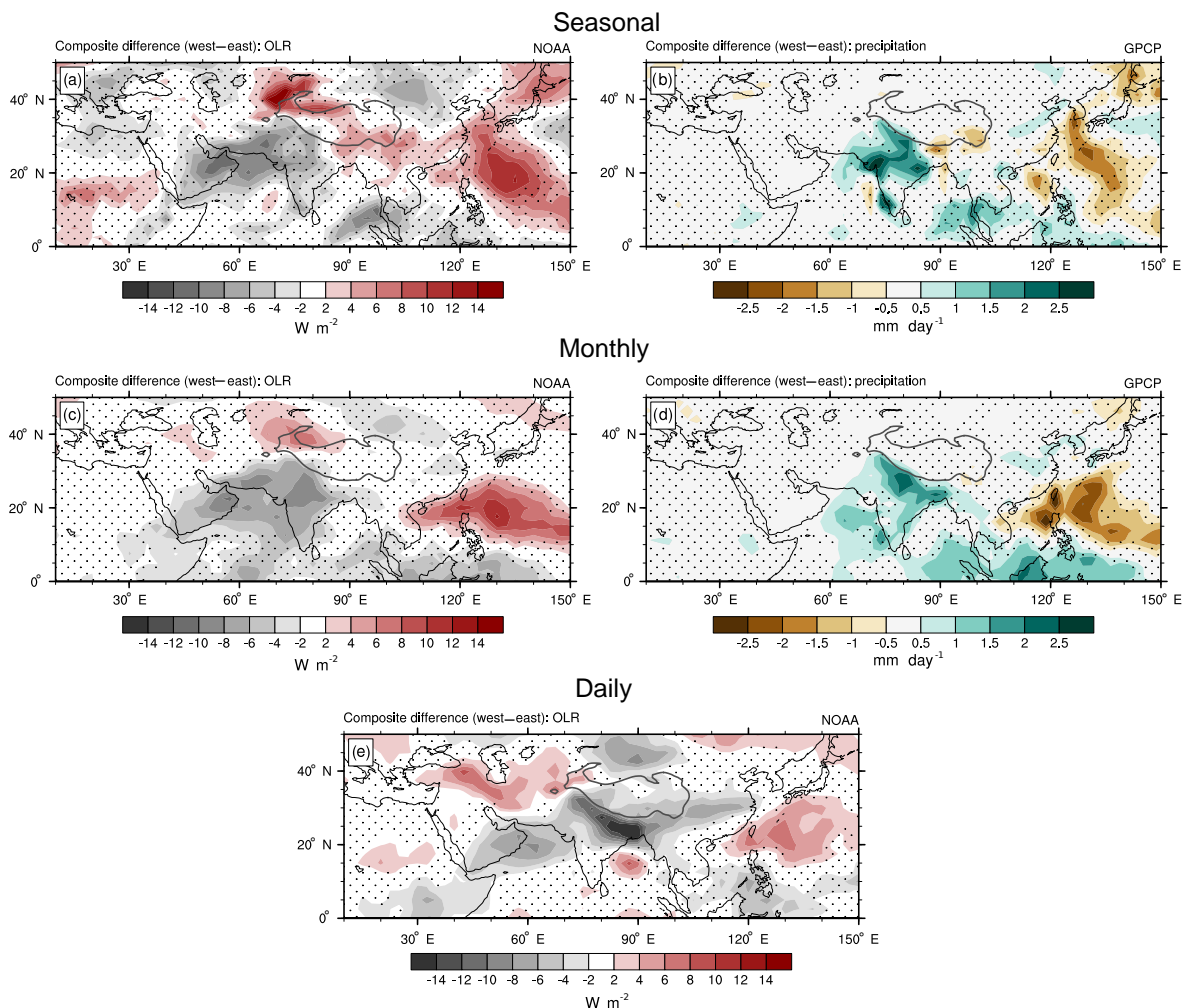 Seasonal
Composite difference (west–east): OLR NOAA
(a)
40° N
20° N
0°
30° E 60° E 90° E 120° E 150° E
-14 -12 -10 -8 -6 -4 -2 2 4 6 8 10 12 14
W m-2
Composite difference (west–east): precipitation GPCP
(b)
40° N
20° N
0°
30° E 60° E 90° E 120° E 150° E
-2.5 -2 -1.5 -1 -0.5 0.5 1 1.5 2 2.5
mm day-1
Monthly
Composite difference (west–east): OLR NOAA
(c)
40° N
20° N
0°
30° E 60° E 90° E 120° E 150° E
-14 -12 -10 -8 -6 -4 -2 2 4 6 8 10 12 14
W m-2
Composite difference (west–east): precipitation GPCP
(d)
40° N
20° N
0°
30° E 60° E 90° E 120° E 150° E
-2.5 -2 -1.5 -1 -0.5 0.5 1 1.5 2 2.5
mm day-1
Daily
Composite difference (west–east): OLR NOAA
(e)
40° N
20° N
0°
30° E 60° E 90° E 120° E 150° E
-14 -12 -10 -8 -6 -4 -2 2 4 6 8 10 12 14
W m-2